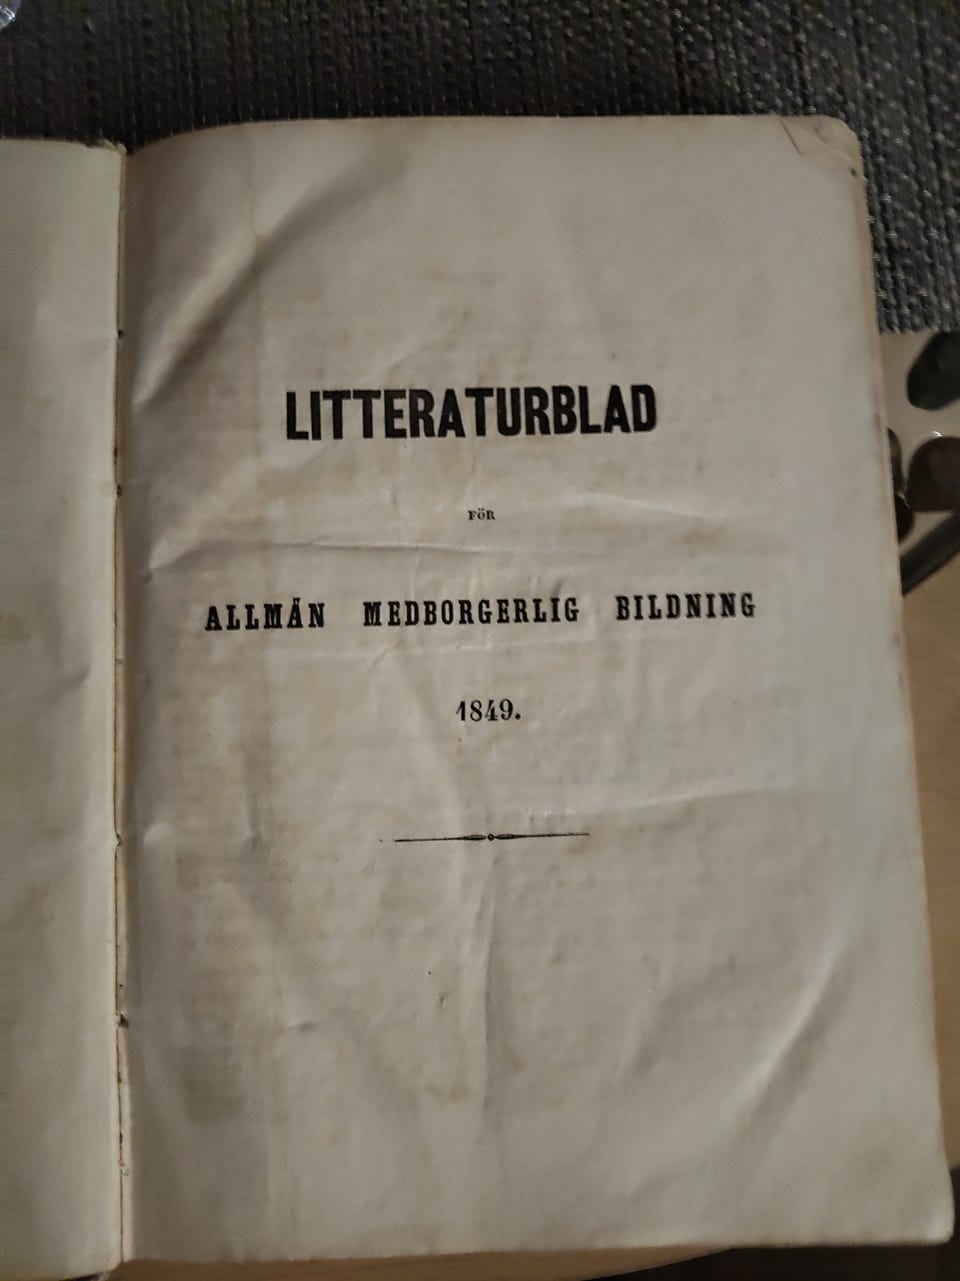 LITTERATURBLAD
FÖR
ALLMÄN MEDBORGERLIG BILDNING
1849.